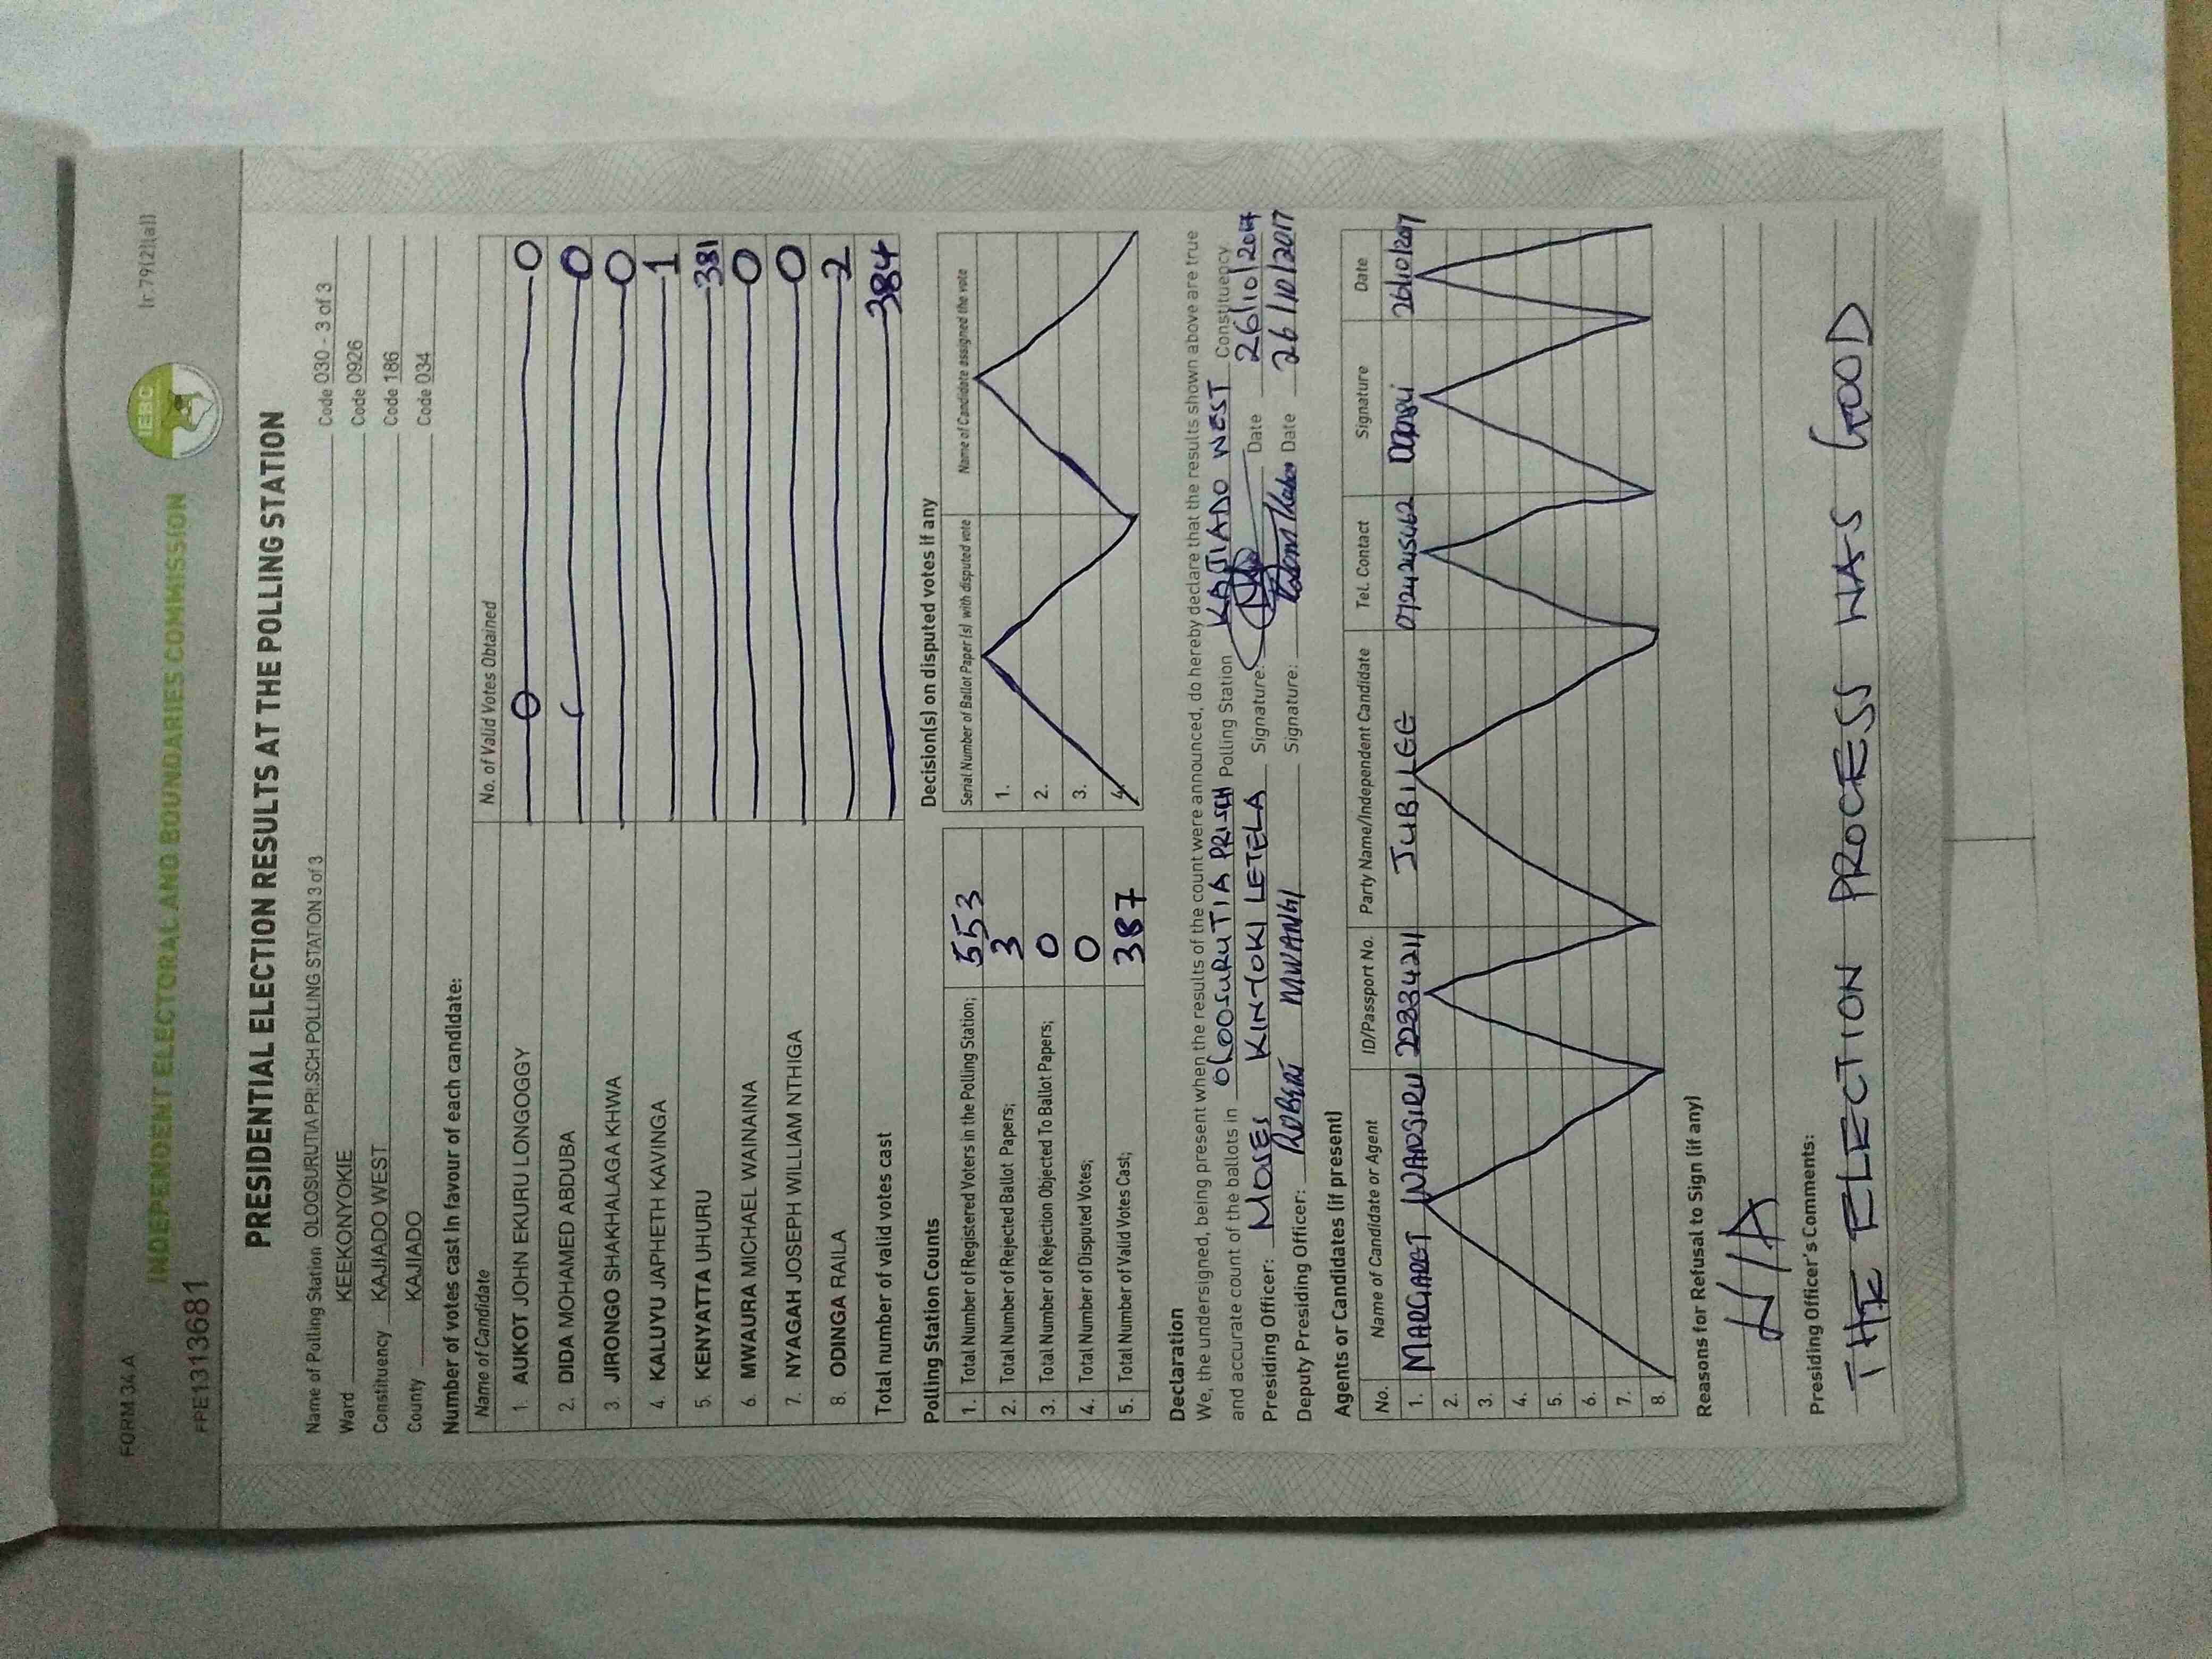 FORM 34A
(r.79(2)(a))
INDEPENDENT ELECTORAL AND BOUNDARIES COMMISSION
IEBC
PRESIDENTIAL ELECTION RESULTS AT THE POLLING STATION
Name of Polling Station OLOOSURUTIA PRI.SCH POLLING STATION 3 of 3 Code 030 - 3 of 3
Ward KEEKONYOKIE Code 0926
Constituency KAJIADO WEST Code 186
County KAJIADO Code 034
Number of votes cast in favour of each candidate:
Name of Candidate No. of Valid Votes Obtained
1. AUKOT JOHN EKURU LONGOGGY 0 0
2. DIDA MOHAMED ABDUBA 0
3. JIRONGO SHAKHALAGA KHWA 0
4. KALUYU JAPHETH KAVINGA 1
5. KENYATTA UHURU 381
6. MWAURA MICHAEL WAINAINA 0
7. NYAGAH JOSEPH WILLIAM NTHIGA 0
8. ODINGA RAILA 2
Total number of valid votes cast 384
Polling Station Counts
1. Total Number of Registered Voters in the Polling Station; 553
2. Total Number of Rejected Ballot Papers; 3
3. Total Number of Rejection Objected To Ballot Papers; 0
4. Total Number of Disputed Votes; 0
5. Total Number of Valid Votes Cast; 387
Decision(s) on disputed votes if any
Serial Number of Ballot Paper(s) with disputed vote Name of Candidate assigned the vote
1.
2.
3.
4.
Declaration
We, the undersigned, being present when the results of the count were announced, do hereby declare that the results shown above are true
and accurate count of the ballots in OLOOSURUTIA PRI SCH Polling Station KAJIADO WEST Constituency
Presiding Officer: MOSES KINTOKI LETELA Signature: Date 26/10/2017
Deputy Presiding Officer: ROBERT MWANGI Signature: Date 26/10/2017
Agents or Candidates (if present)
No. Name of Candidate or Agent ID/Passport No. Party Name/Independent Candidate Tel. Contact Signature Date
1. MARGARET WANSIRU 22334211 JUBILEE 0724245462 26/10/2017
2.
3.
4.
5.
6.
7.
8.
Reasons for Refusal to Sign (if any)
N/A
Presiding Officer's Comments:
THE ELECTION PROCESS WAS GOOD